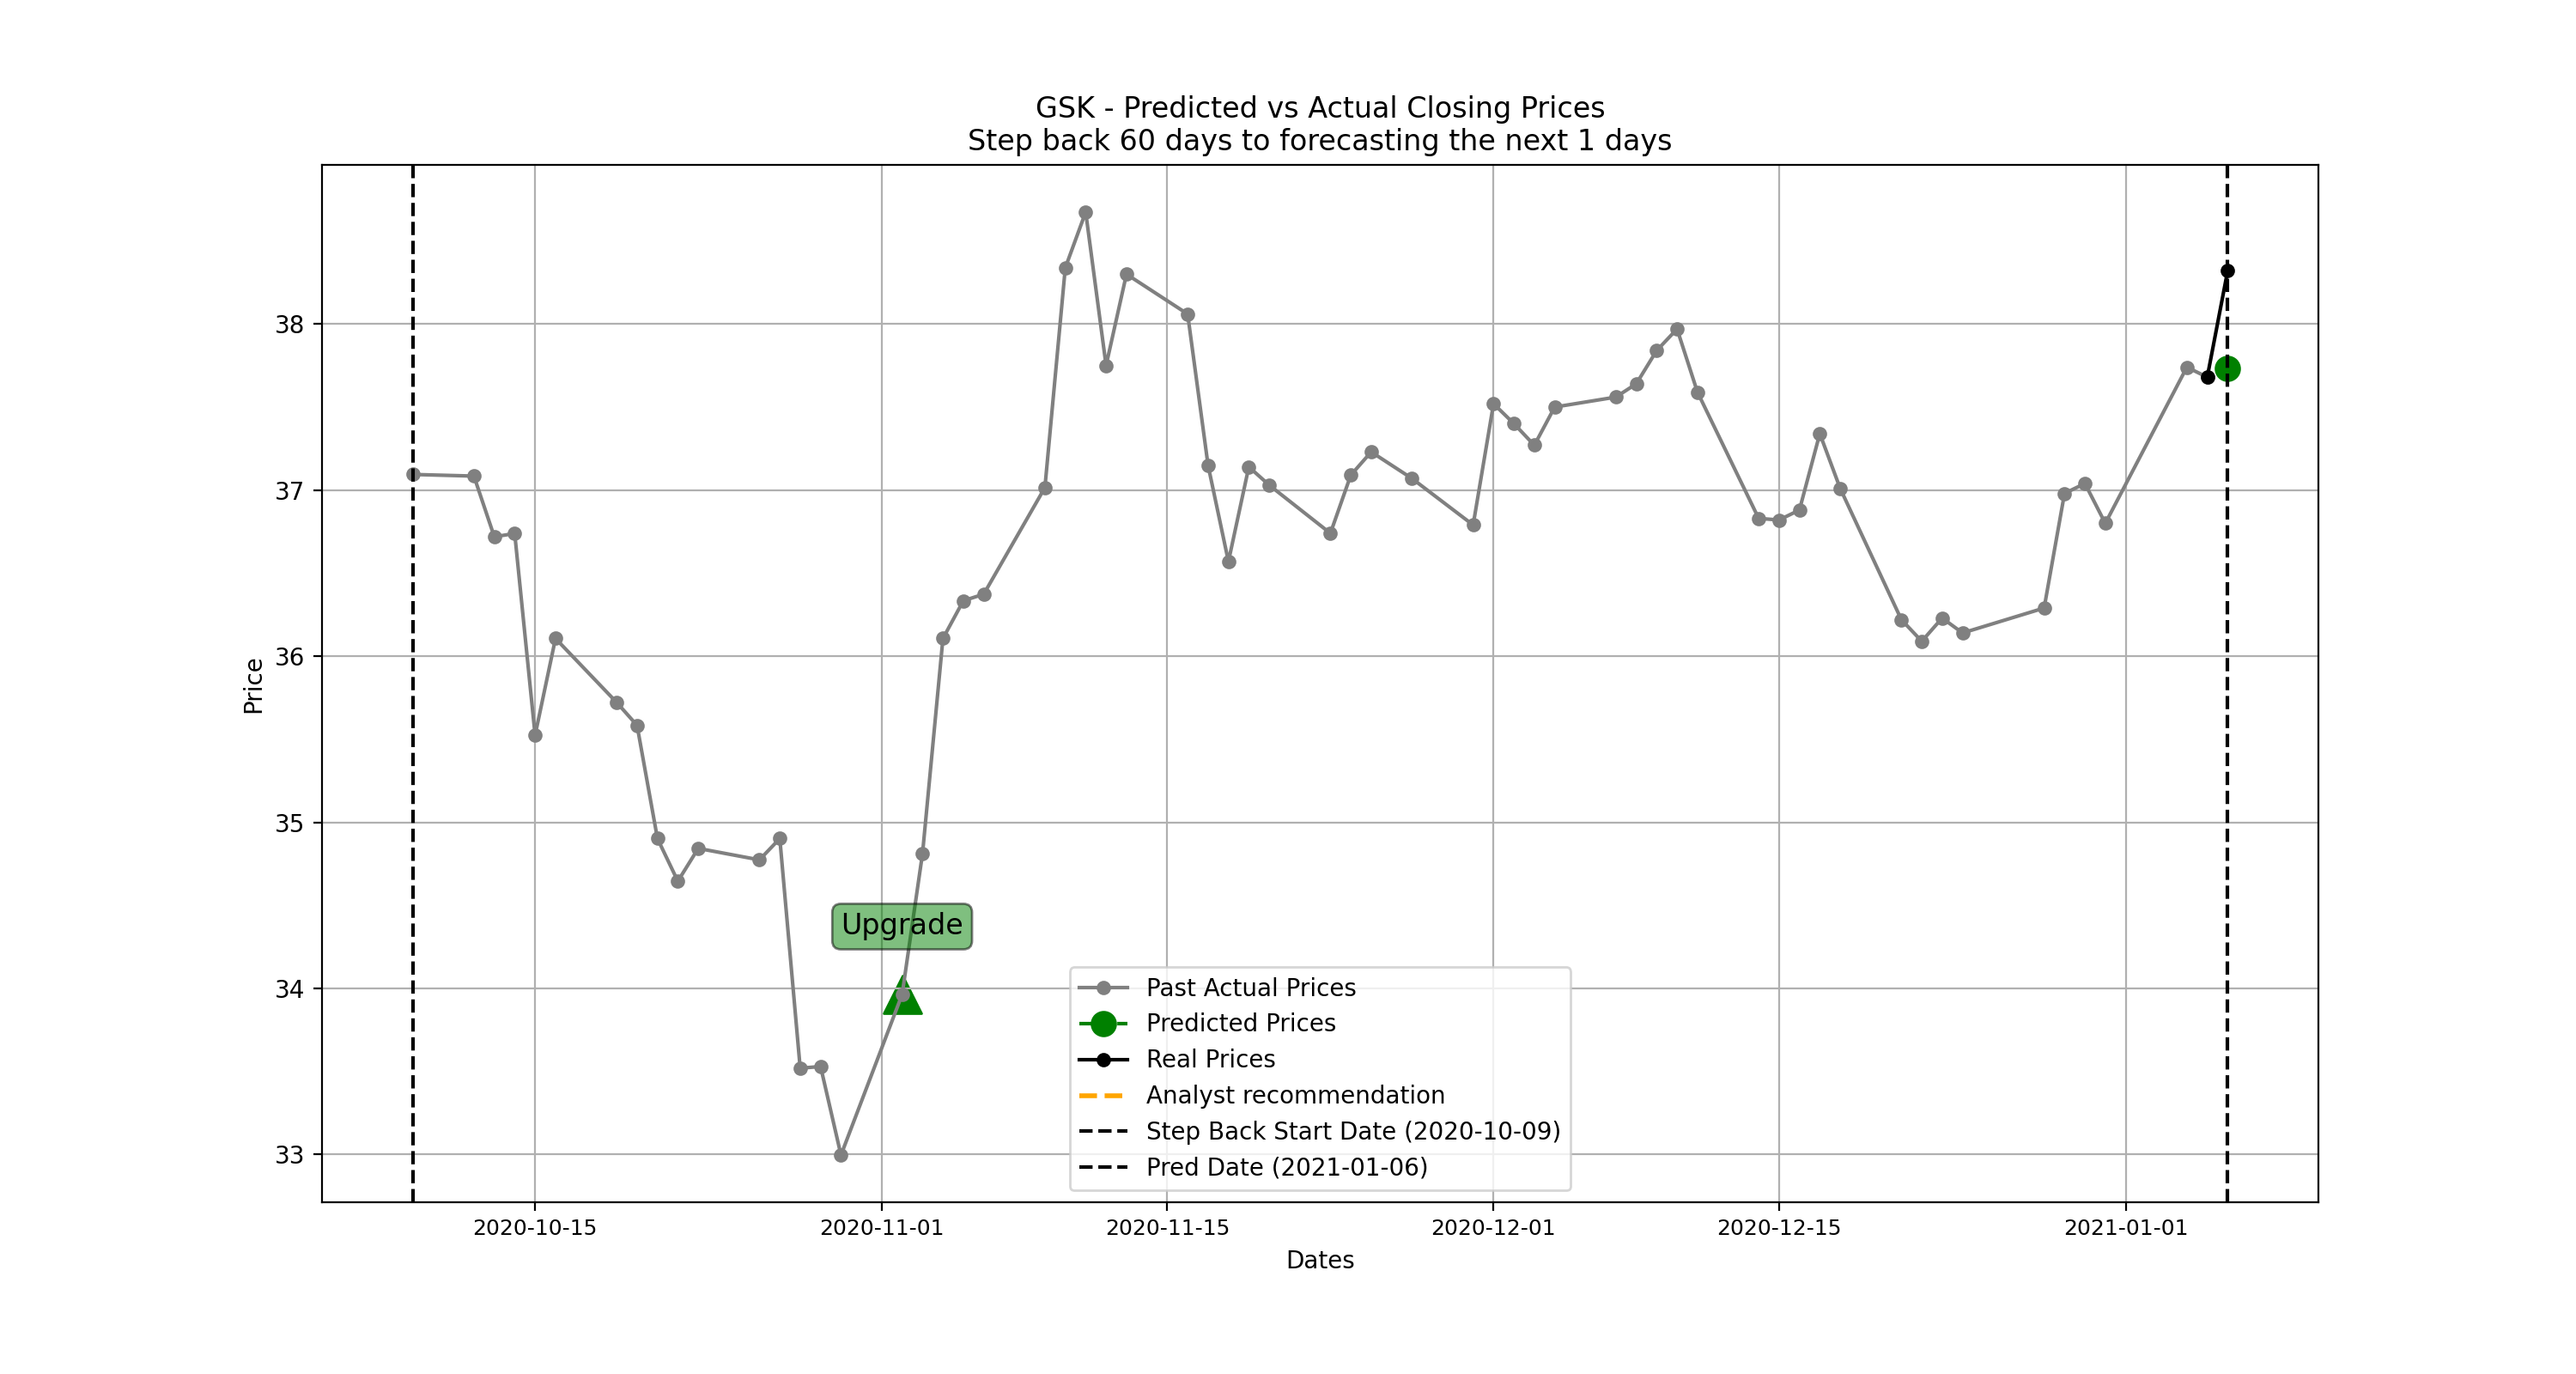 GSK - Predicted vs Actual Closing Prices
Step back 60 days to forecasting the next 1 days
Price
38
37
36
35
34
33
Upgrade
Past Actual Prices
Predicted Prices
Real Prices
Analyst recommendation
Step Back Start Date (2020-10-09)
Pred Date (2021-01-06)
2020-10-15
2020-11-01
2020-11-15
2020-12-01
2020-12-15
2021-01-01
Dates